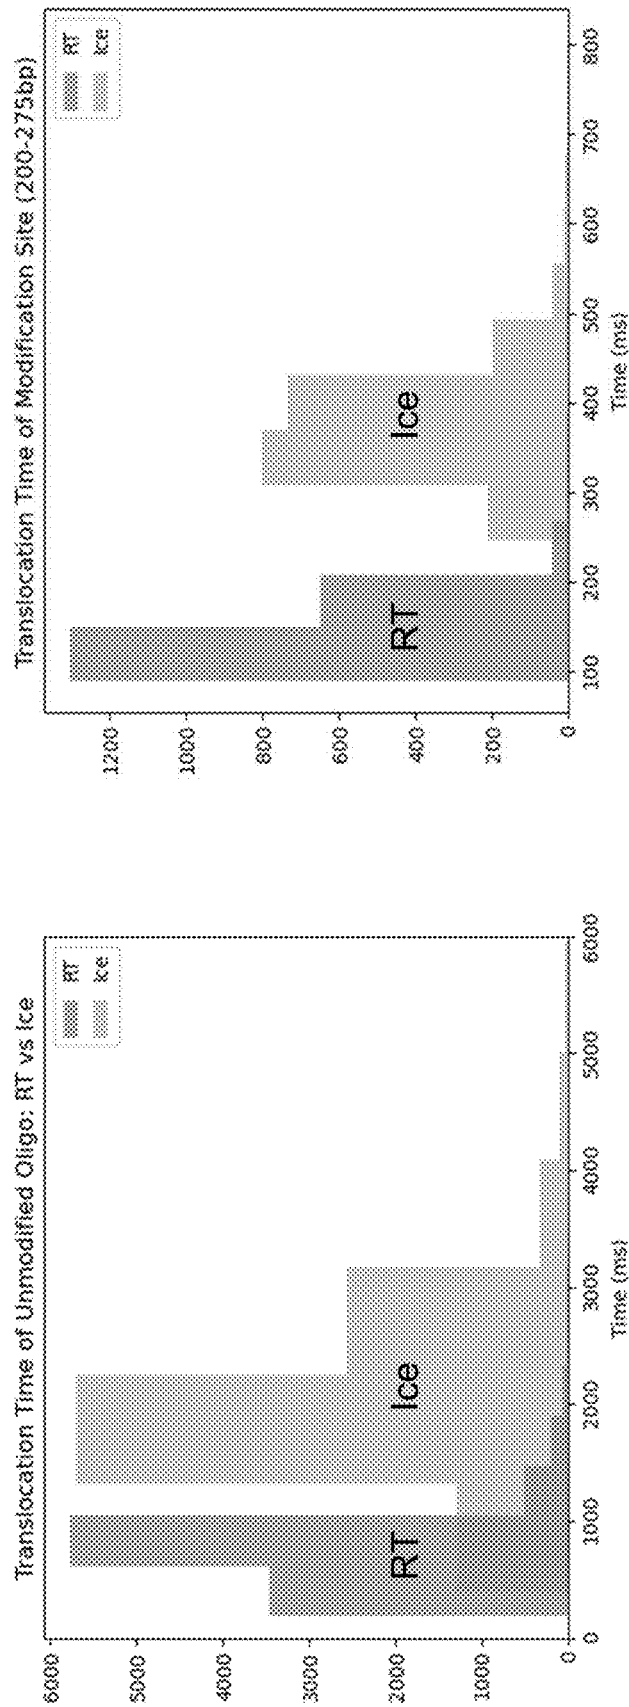 Translocation Time of Unmodified Oligo: RT vs Ice
RT
Ice
6000
5000
4000
3000
2000
1000
0
RT
Ice
0
1000
2000
3000
4000
5000
6000
Time (ms)
Translocation Time of Modification Site (200-275bp)
RT
Ice
1200
1000
800
600
400
200
0
RT
Ice
100
200
300
400
500
600
700
800
Time (ms)